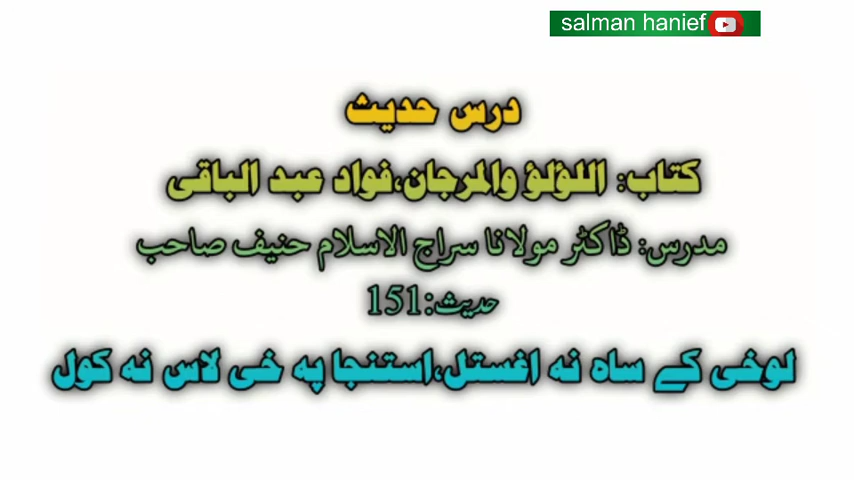 salman hanief
درس حدیث
کتاب: اللؤلؤ والمرجان،فواد عبد الباقی
مدرس: ڈاکٹر مولانا سراج الاسلام حنیف صاحب
حدیث:151
لوخی کے ساہ نہ اغستل،استنجا پہ خی لاس نہ کول